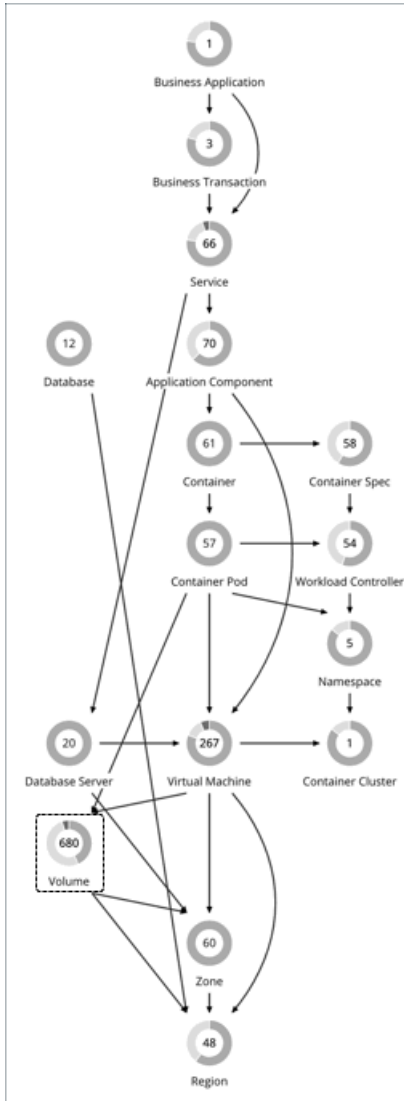 1
Business Application
3
Business Transaction
66
Service
12
Database
70
Application Component
61
Container
58
Container Spec
57
Container Pod
54
Workload Controller
5
Namespace
20
Database Server
267
Virtual Machine
1
Container Cluster
680
Volume
60
Zone
48
Region